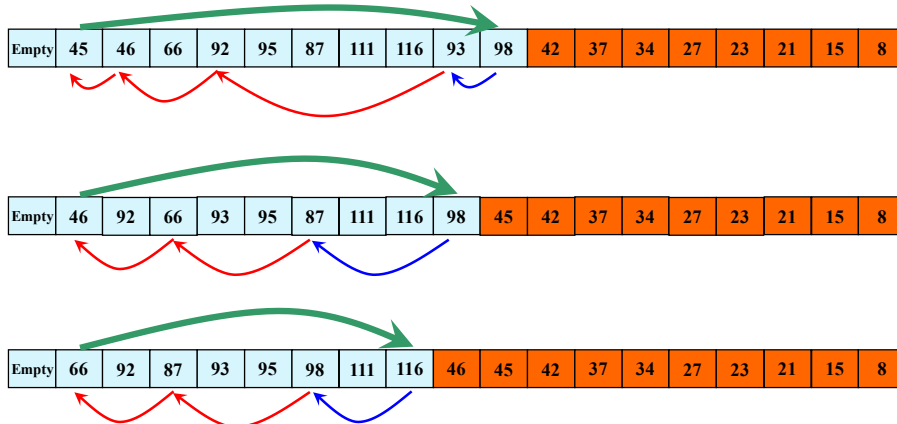 Empty 45 46 66 92 95 87 111 116 93 98 42 37 34 27 23 21 15 8
Empty 46 92 66 93 95 87 111 116 98 45 42 37 34 27 23 21 15 8
Empty 66 92 87 93 95 98 111 116 46 45 42 37 34 27 23 21 15 8